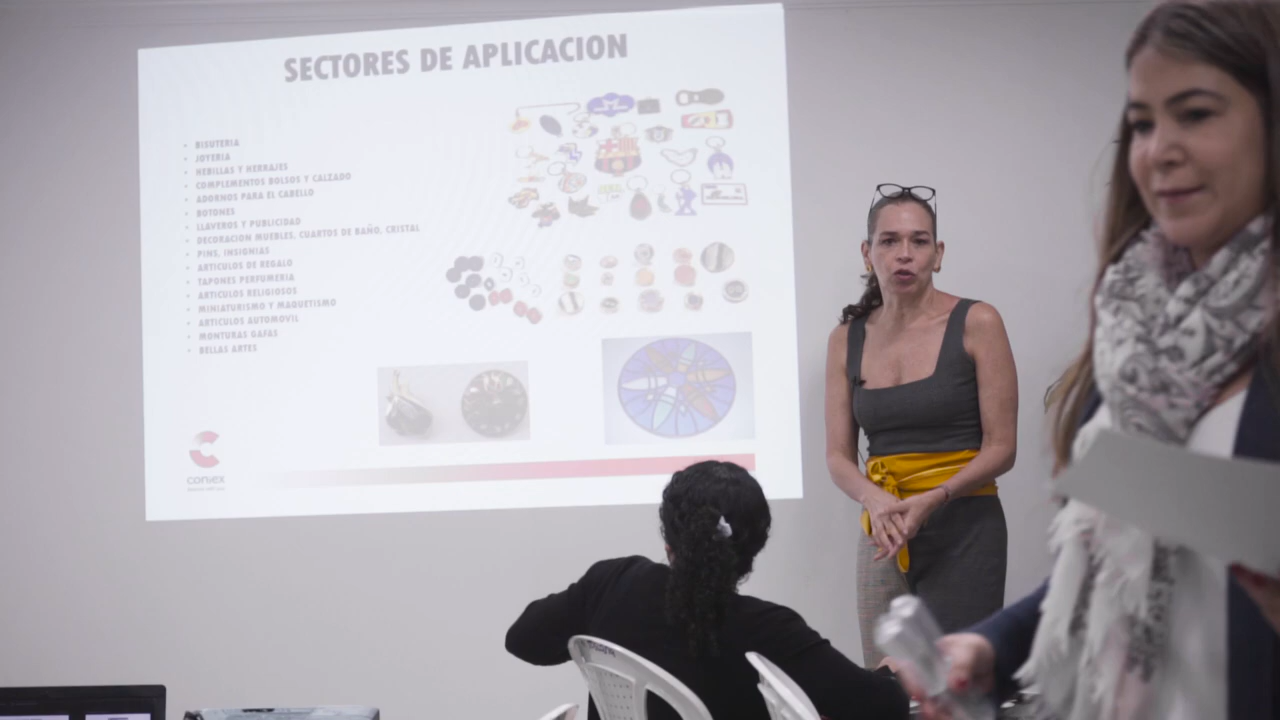 SECTORES DE APLICACION
• BISUTERIA
• JOYERIA
• HEBILLAS Y HERRAJES
• COMPLEMENTOS BOLSOS Y CALZADO
• ADORNOS PARA EL CABELLO
• BOTONES
• LLAVEROS Y PUBLICIDAD
• DECORACION MUEBLES, CUARTOS DE BAÑO, CRISTAL
• PINS, INSIGNIAS
• ARTICULOS DE REGALO
• TAPONES PERFUMERIA
• ARTICULOS RELIGIOSOS
• MINIATURISMO Y MAQUETISMO
• ARTICULOS AUTOMOVIL
• MONTURAS GAFAS
• BELLAS ARTES